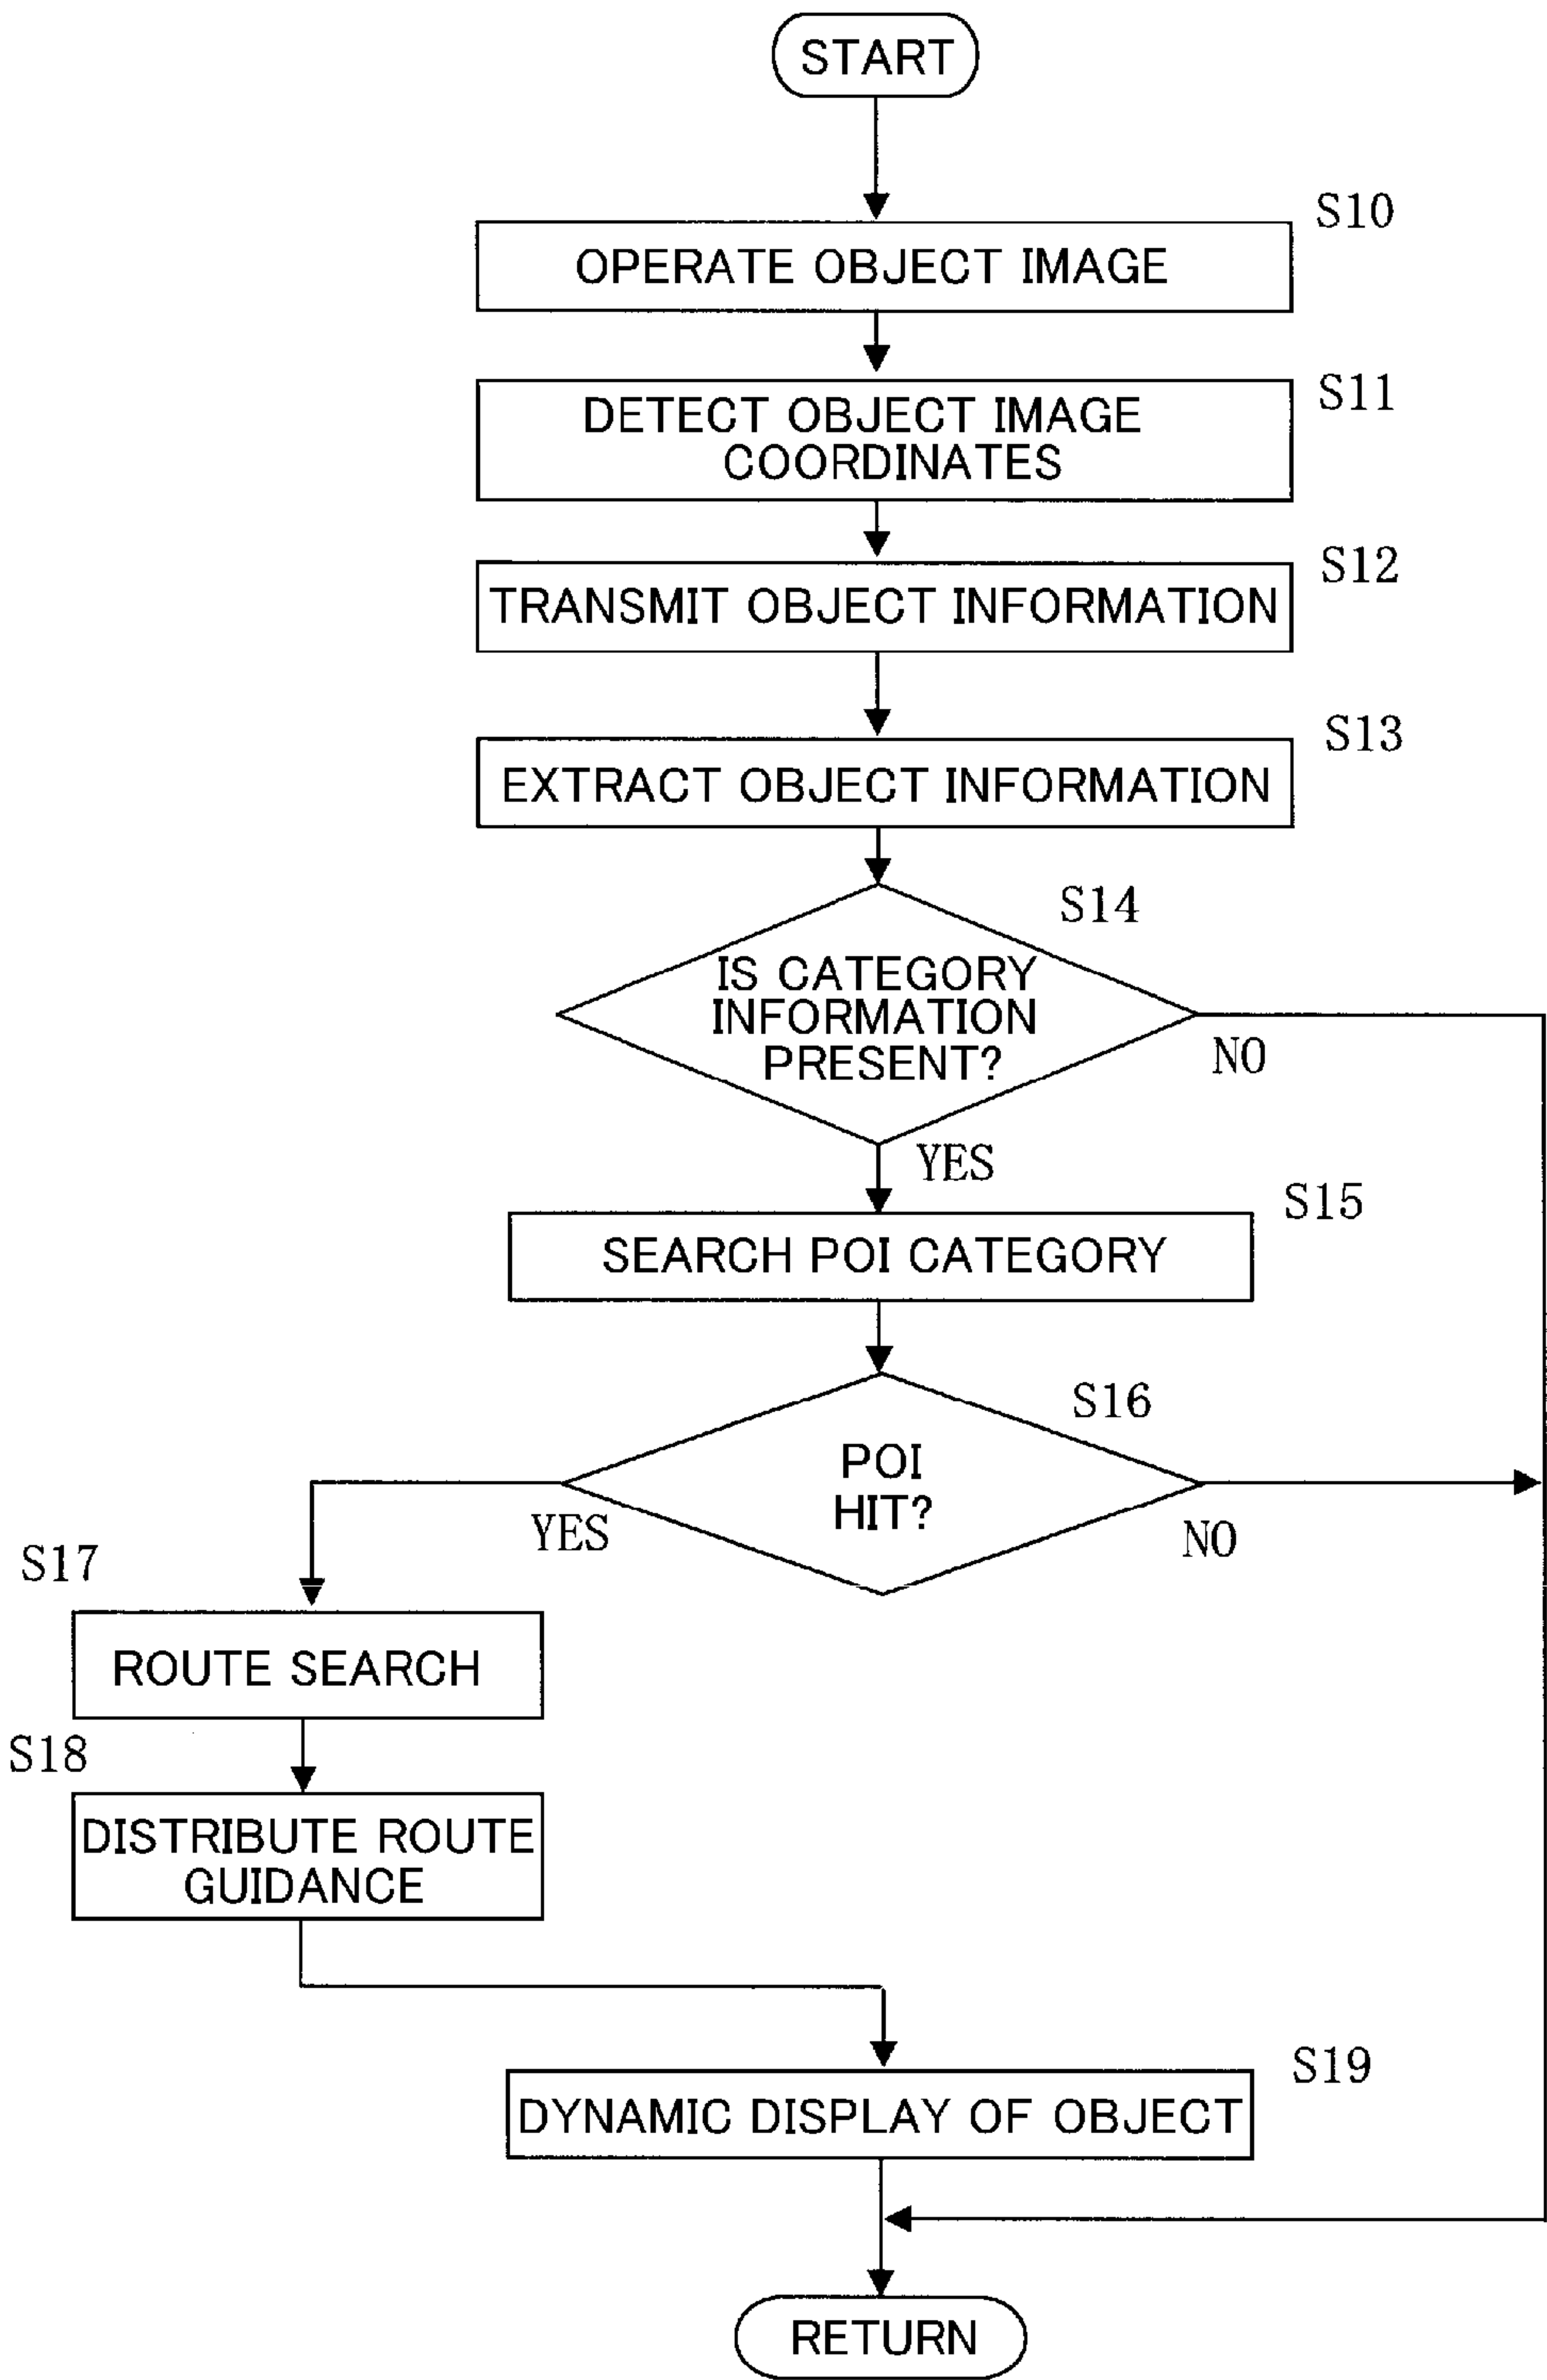 START
S10
OPERATE OBJECT IMAGE
S11
DETECT OBJECT IMAGE
COORDINATES
S12
TRANSMIT OBJECT INFORMATION
S13
EXTRACT OBJECT INFORMATION
S14
IS CATEGORY
INFORMATION
PRESENT?
NO
YES
S15
SEARCH POI CATEGORY
S16
POI
HIT?
YES
NO
S17
ROUTE SEARCH
S18
DISTRIBUTE ROUTE
GUIDANCE
S19
DYNAMIC DISPLAY OF OBJECT
RETURN